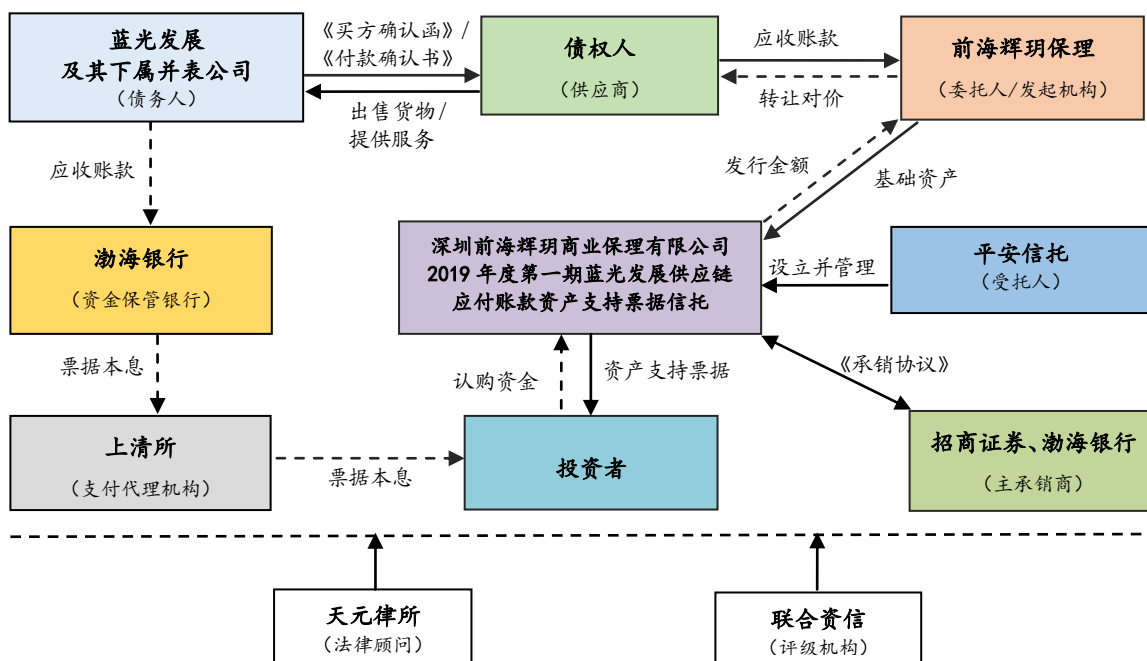 蓝光发展
及其下属并表公司
（债务人）
《买方确认函》/
《付款确认书》
出售货物/
提供服务
债权人
（供应商）
应收账款
转让对价
前海辉玥保理
（委托人/发起机构）
应收账款
发行金额
基础资产
渤海银行
（资金保管银行）
深圳前海辉玥商业保理有限公司
2019 年度第一期蓝光发展供应链
应付账款资产支持票据信托
设立并管理
平安信托
（受托人）
票据本息
认购资金
资产支持票据
《承销协议》
上清所
（支付代理机构）
票据本息
投资者
招商证券、渤海银行
（主承销商）
天元律所
（法律顾问）
联合资信
（评级机构）